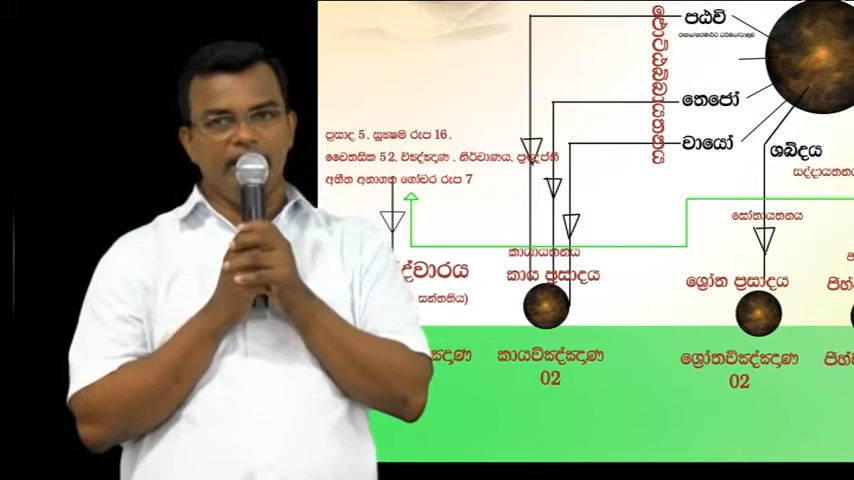 පඨවි
තෙජෝ
ප්‍රසාද 5. සුක්‍ෂම රූප 16.
වායෝ
ශබ්දය
චෛතසික 52. විඤ්ඤාණ . නිර්වාණය. ප්‍රඥප්ති
අතීත අනාගත ගෝචර රූප 7
සද්දායතනය
සෝතායතනය
කායායතනය
ද්වාරය
කාය ප්‍රසාදය
ශ්‍රෝත ප්‍රසාදය
සන්තතිය)
ඤාණ
කායවිඤ්ඤාණ
ශ්‍රෝතවිඤ්ඤාණ
02
02